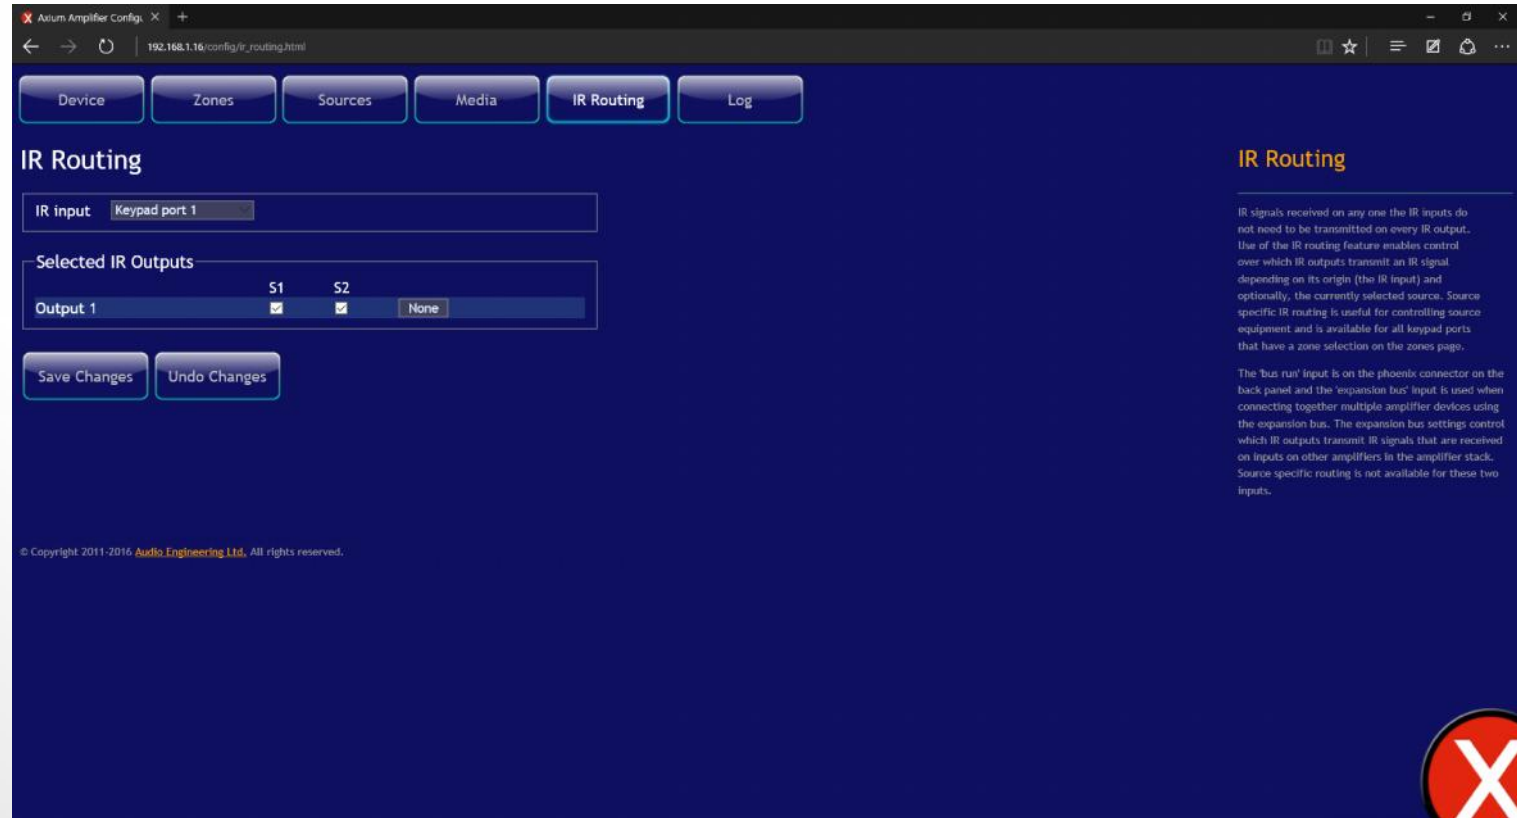 Axium Amplifier Configu
192.168.1.16/config/ir_routing.html
Device Zones Sources Media IR Routing Log
IR Routing
IR input Keypad port 1
Selected IR Outputs
S1 S2
Output 1 None
Save Changes Undo Changes
© Copyright 2011-2016 Audio Engineering Ltd. All rights reserved.
IR Routing
IR signals received on any one the IR inputs do
not need to be transmitted on every IR output.
Use of the IR routing feature enables control
over which IR outputs transmit an IR signal
depending on its origin (the IR input) and
optionally, the currently selected source. Source
specific IR routing is useful for controlling source
equipment and is available for all keypad ports
that have a zone selection on the zones page.
The 'bus run' input is on the phoenix connector on the
back panel and the 'expansion bus' input is used when
connecting together multiple amplifier devices using
the expansion bus. The expansion bus settings control
which IR outputs transmit IR signals that are received
on inputs on other amplifiers in the amplifier stack.
Source specific routing is not available for these two
inputs.
X